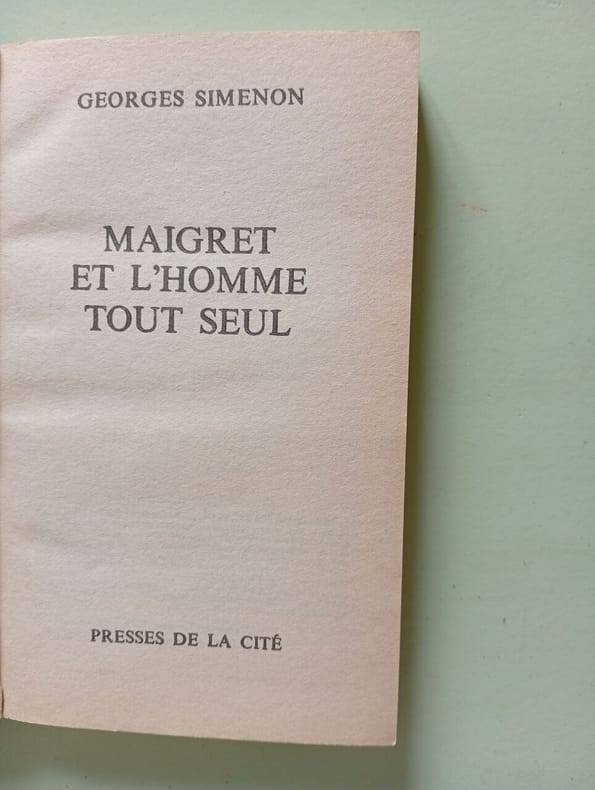 GEORGES SIMENON
MAIGRET
ET L'HOMME
TOUT SEUL
PRESSES DE LA CITÉ